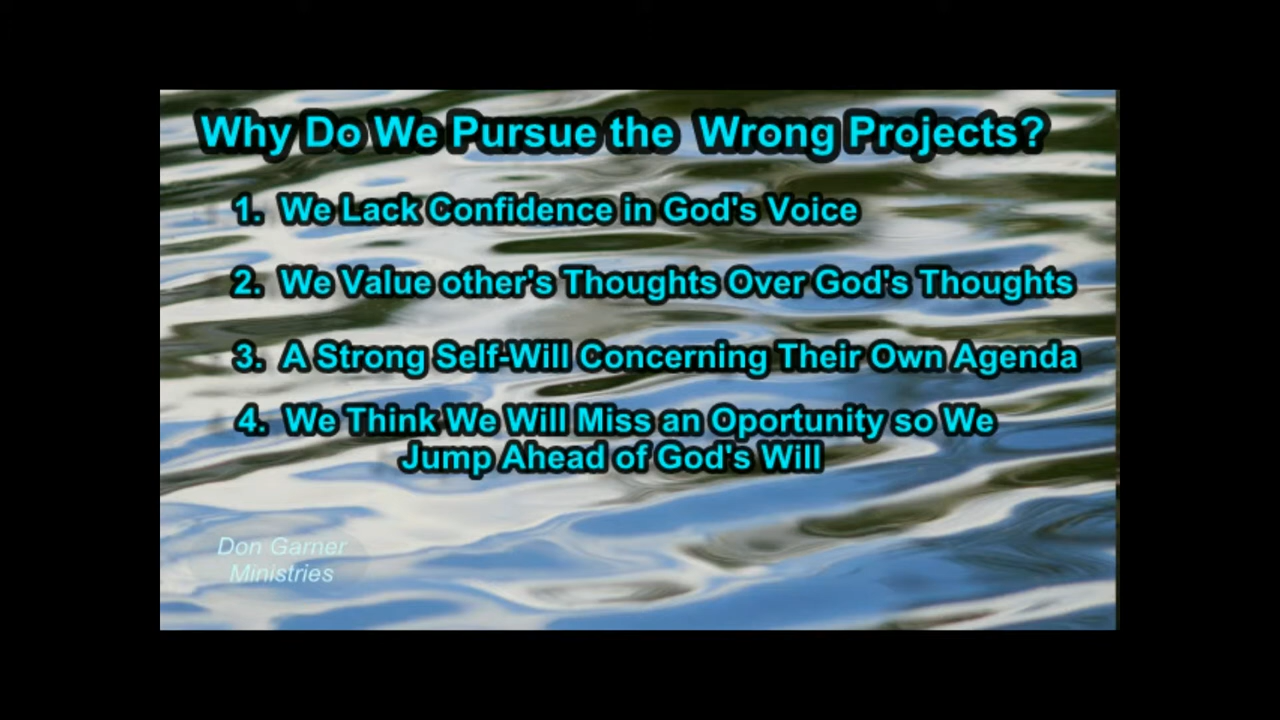 Why Do We Pursue the Wrong Projects?
1. We Lack Confidence in God's Voice
2. We Value other's Thoughts Over God's Thoughts
3. A Strong Self-Will Concerning Their Own Agenda
4. We Think We Will Miss an Oportunity so We
Jump Ahead of God's Will
Don Garner
Ministries